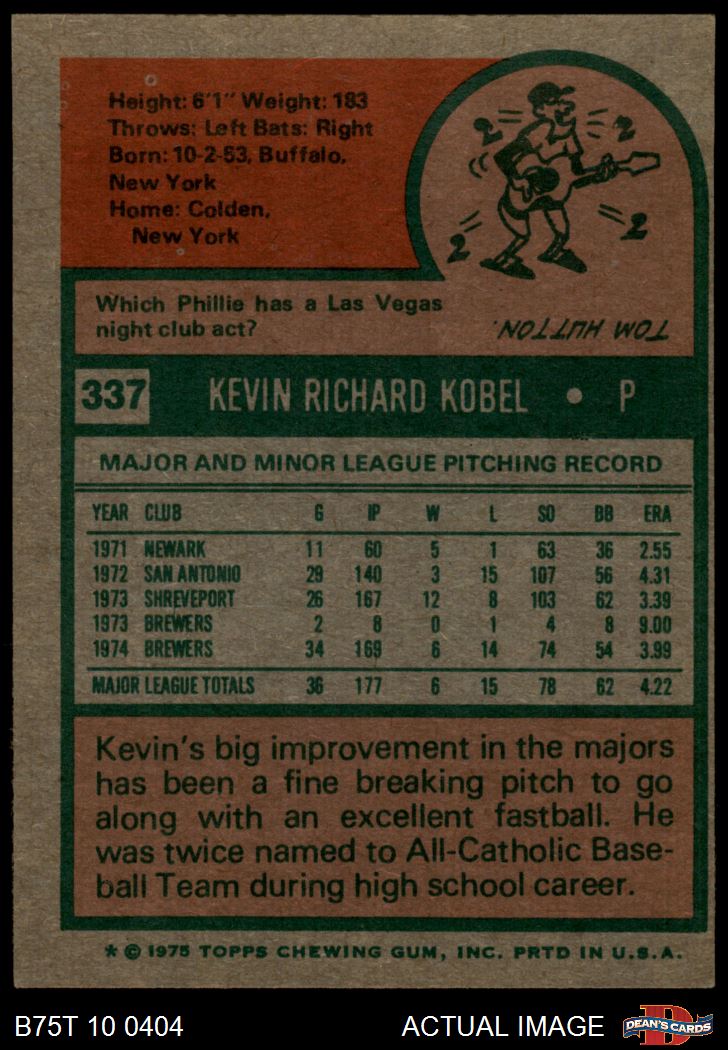 Height: 6'1" Weight: 183
Throws: Left Bats: Right
Born: 10-2-53, Buffalo,
New York
Home: Colden,
New York
2 2
2 2
Which Phillie has a Las Vegas
night club act?
TOM HUTTON.
337 KEVIN RICHARD KOBEL • P
MAJOR AND MINOR LEAGUE PITCHING RECORD
YEAR CLUB G IP W L SO BB ERA
1971 NEWARK 11 60 5 1 63 36 2.55
1972 SAN ANTONIO 29 140 3 15 107 56 4.31
1973 SHREVEPORT 26 167 12 8 103 62 3.39
1973 BREWERS 2 8 0 1 4 8 9.00
1974 BREWERS 34 169 6 14 74 54 3.99
MAJOR LEAGUE TOTALS 36 177 6 15 78 62 4.22
Kevin's big improvement in the majors
has been a fine breaking pitch to go
along with an excellent fastball. He
was twice named to All-Catholic Base-
ball Team during high school career.
* © 1975 TOPPS CHEWING GUM, INC. PRTD IN U.S.A.
B75T 10 0404 ACTUAL IMAGE D DEAN'S CARDS